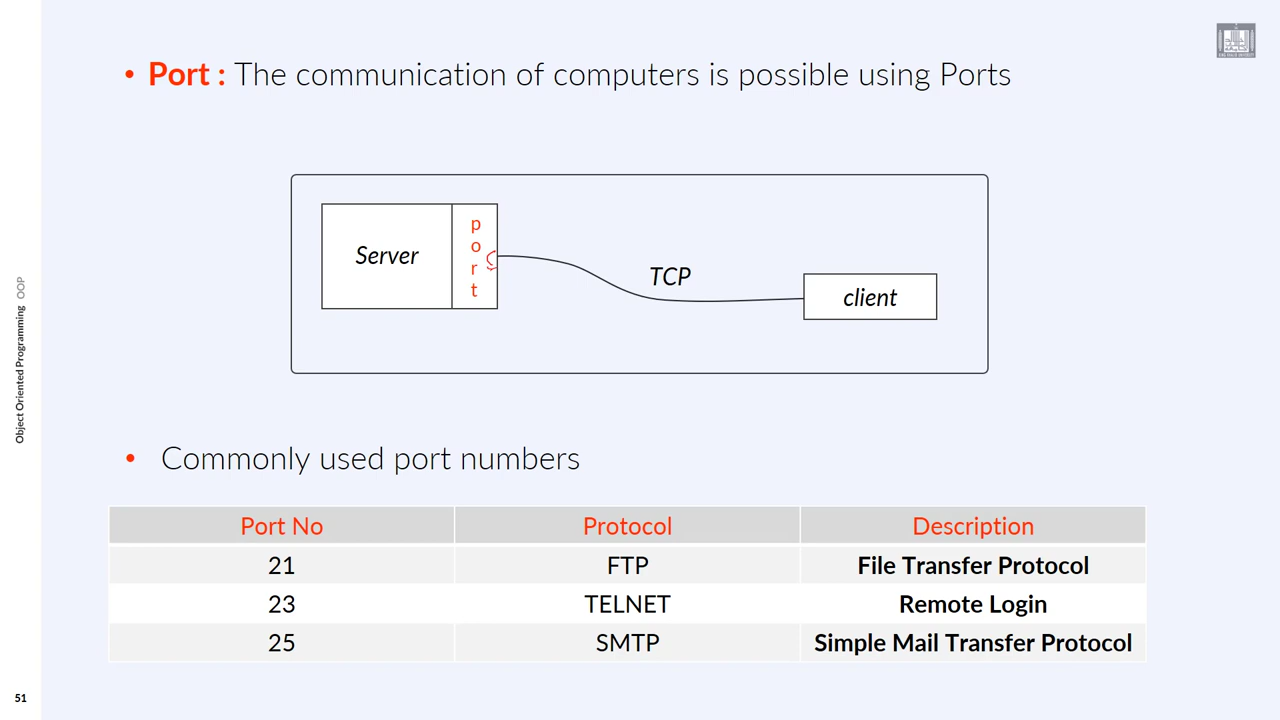 • Port : The communication of computers is possible using Ports
Server
p
o
r
t
TCP
client
• Commonly used port numbers
Port No Protocol Description
21 FTP File Transfer Protocol
23 TELNET Remote Login
25 SMTP Simple Mail Transfer Protocol
Object Oriented Programming OOP
51